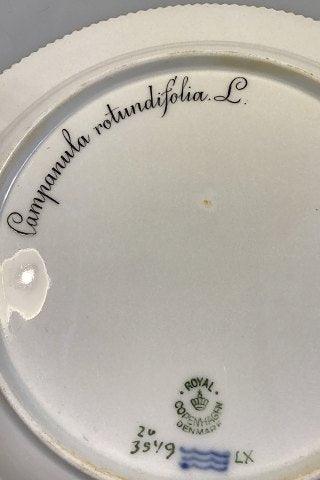 Campanula rotundifolia. L.
ROYAL
COPENHAGEN
DENMARK
20
3549
LX